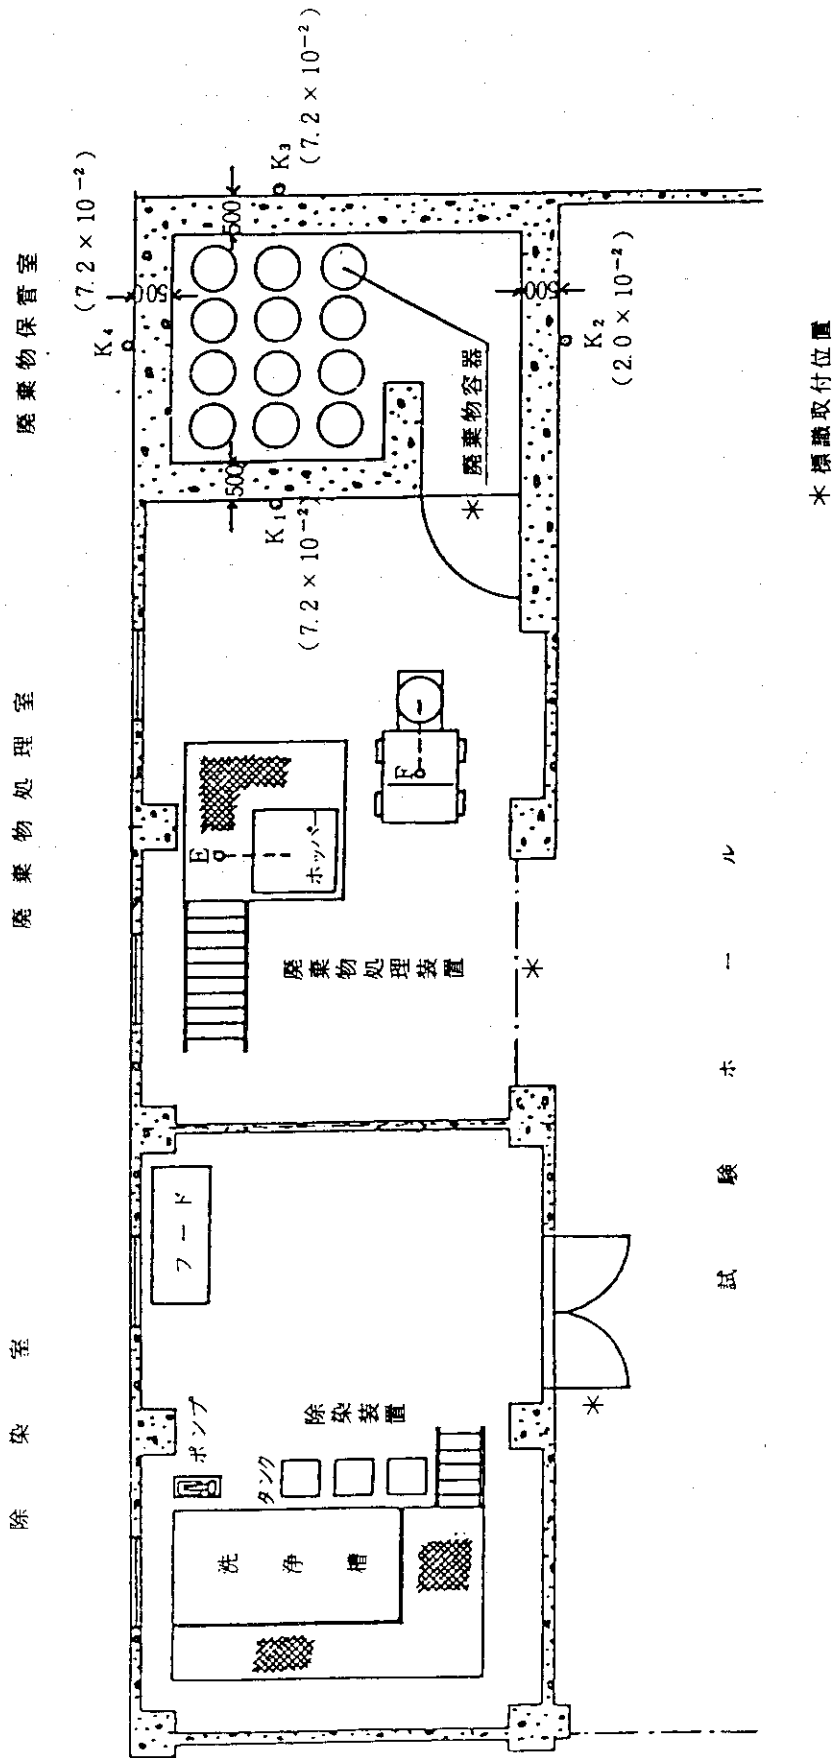 除染室
廃棄物処理室
廃棄物保管室
洗浄槽
ポンプ
タンク
除染装置
フード
E
ホッパー
廃棄物処理装置
F
K₁
(7.2×10⁻²)
K₄
(7.2×10⁻²)
K₃
(7.2×10⁻²)
K₂
(2.0×10⁻²)
500
500
500
500
廃棄物容器
*
*
*
試験ホール
*標識取付位置